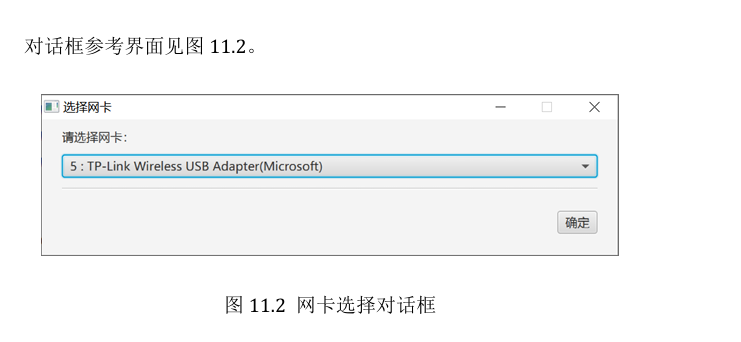 对话框参考界面见图 11.2。
选择网卡
请选择网卡：
5 : TP-Link Wireless USB Adapter(Microsoft)
确定
图 11.2 网卡选择对话框